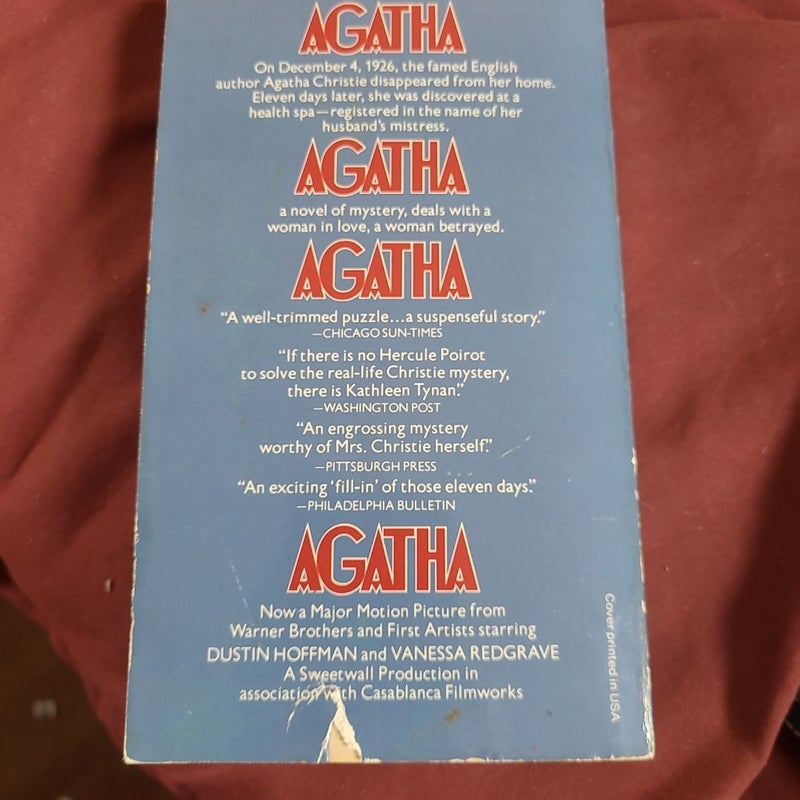 AGATHA
On December 4, 1926, the famed English
author Agatha Christie disappeared from her home.
Eleven days later, she was discovered at a
health spa—registered in the name of her
husband's mistress.
AGATHA
a novel of mystery, deals with a
woman in love, a woman betrayed.
AGATHA
“A well-trimmed puzzle...a suspenseful story.”
—CHICAGO SUN-TIMES
“If there is no Hercule Poirot
to solve the real-life Christie mystery,
there is Kathleen Tynan.”
—WASHINGTON POST
“An engrossing mystery
worthy of Mrs. Christie herself.”
—PITTSBURGH PRESS
“An exciting ‘fill-in’ of those eleven days.”
—PHILADELPHIA BULLETIN
AGATHA
Now a Major Motion Picture from
Warner Brothers and First Artists starring
DUSTIN HOFFMAN and VANESSA REDGRAVE
A Sweetwall Production in
association with Casablanca Filmworks
Cover printed in USA